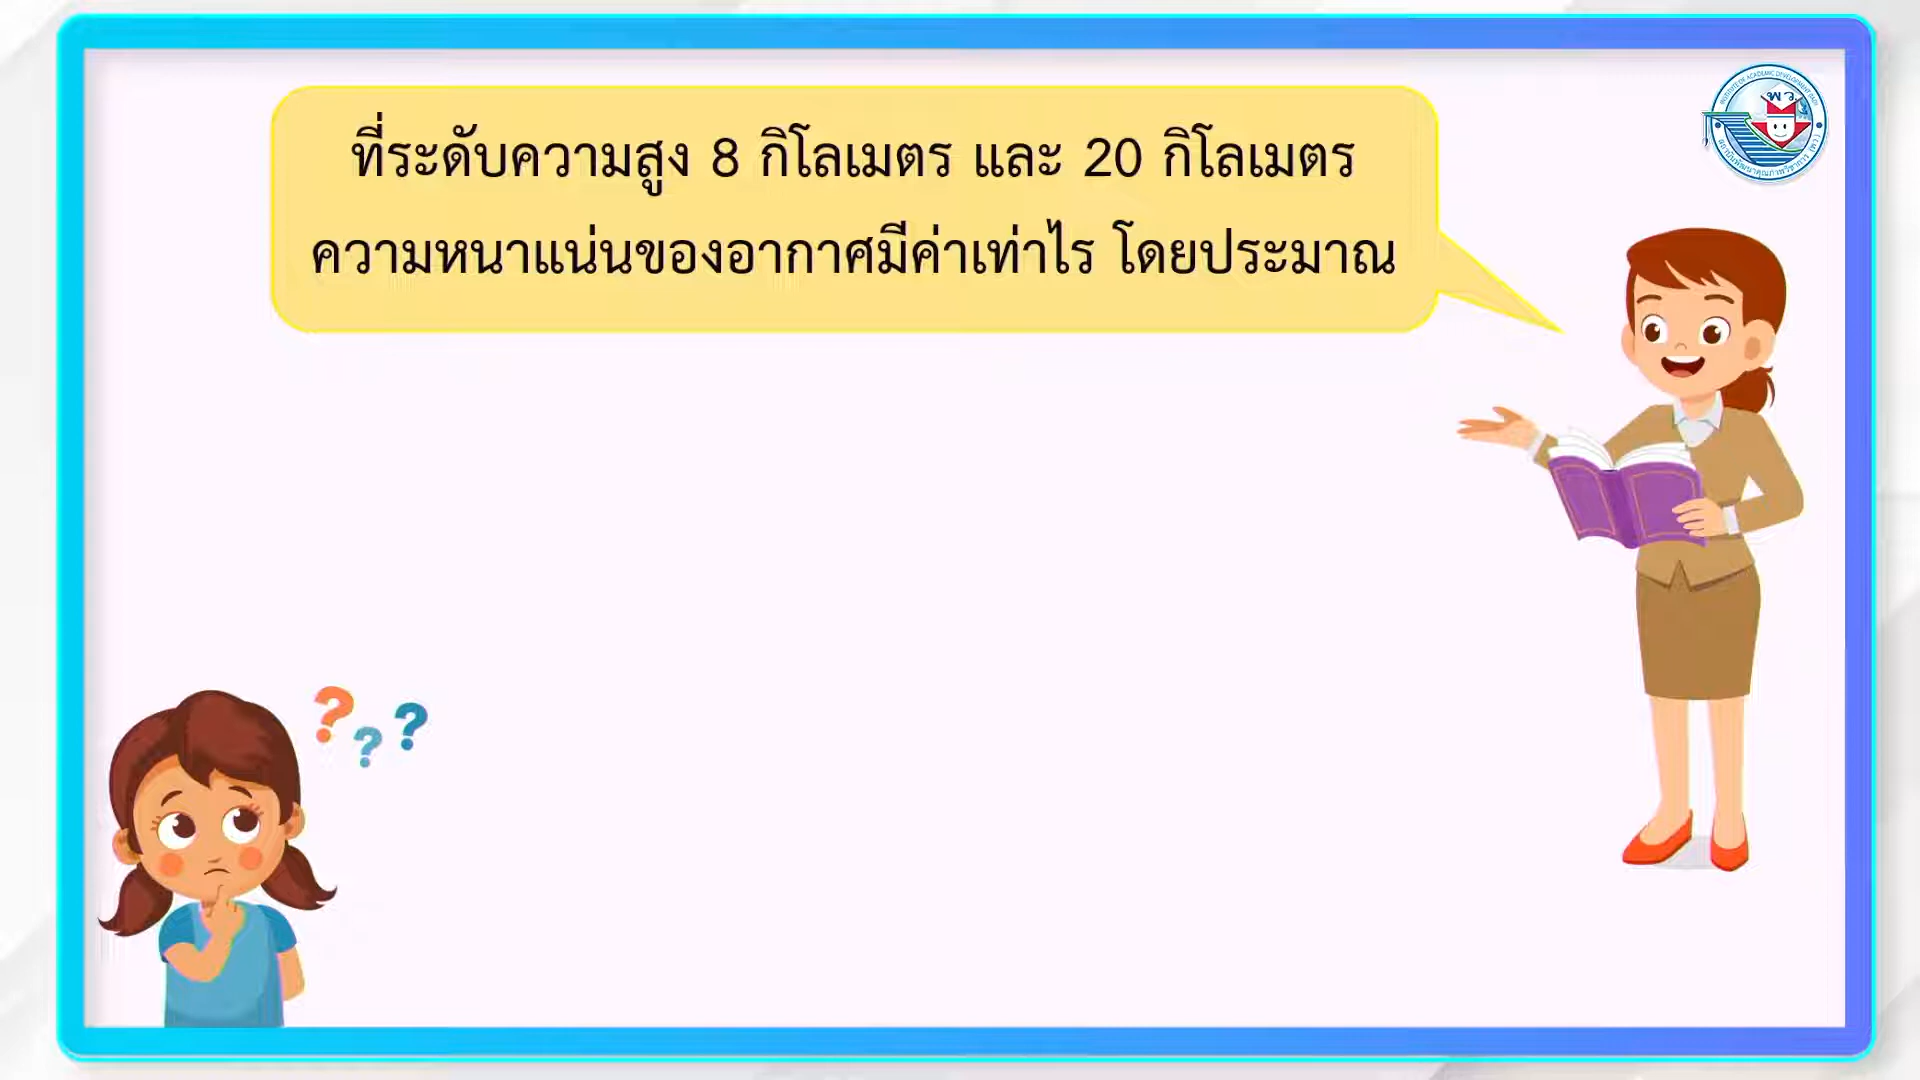 ที่ระดับความสูง 8 กิโลเมตร และ 20 กิโลเมตร
ความหนาแน่นของอากาศมีค่าเท่าไร โดยประมาณ
พว
? ? ?